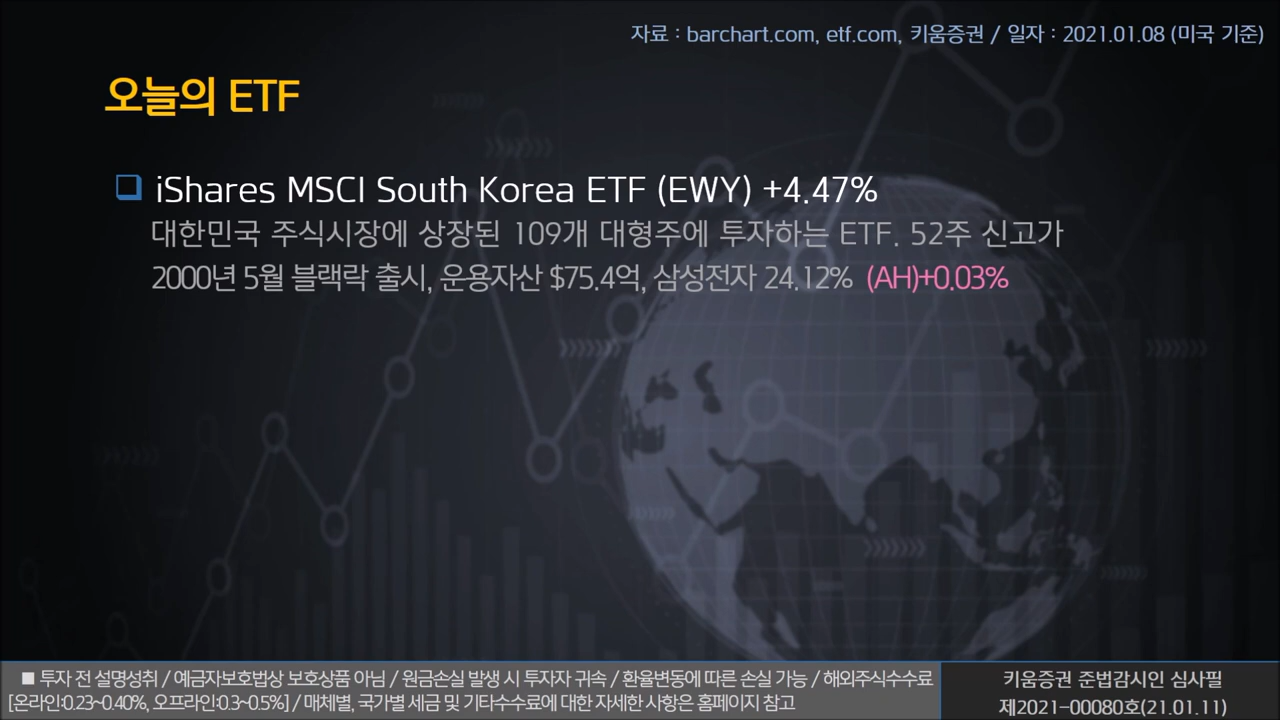 자료 : barchart.com, etf.com, 키움증권 / 일자 : 2021.01.08 (미국 기준)
오늘의 ETF
❑ iShares MSCI South Korea ETF (EWY) +4.47%
대한민국 주식시장에 상장된 109개 대형주에 투자하는 ETF. 52주 신고가
2000년 5월 블랙락 출시, 운용자산 $75.4억, 삼성전자 24.12% (AH)+0.03%
■ 투자 전 설명성취 / 예금자보호법상 보호상품 아님 / 원금손실 발생 시 투자자 귀속 / 환율변동에 따른 손실 가능 / 해외주식수수료
[온라인:0.23~0.40%, 오프라인:0.3~0.5%] / 매체별, 국가별 세금 및 기타수수료에 대한 자세한 사항은 홈페이지 참고
키움증권 준법감시인 심사필
제2021-00080호(21.01.11)